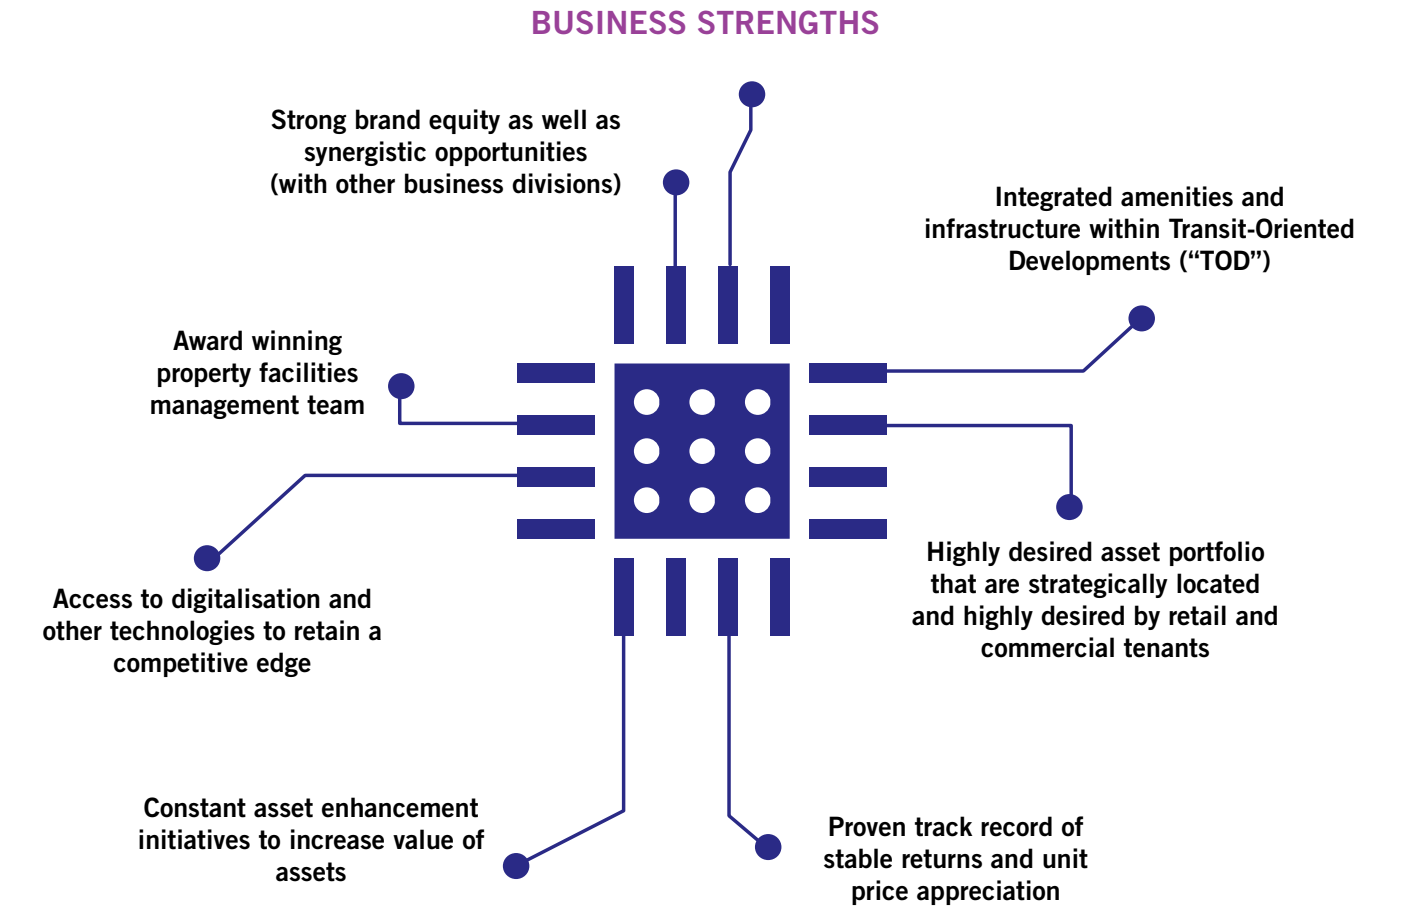 BUSINESS STRENGTHS
Strong brand equity as well as
synergistic opportunities
(with other business divisions)
Integrated amenities and
infrastructure within Transit-Oriented
Developments (“TOD”)
Award winning
property facilities
management team
Highly desired asset portfolio
that are strategically located
and highly desired by retail and
commercial tenants
Access to digitalisation and
other technologies to retain a
competitive edge
Constant asset enhancement
initiatives to increase value of
assets
Proven track record of
stable returns and unit
price appreciation